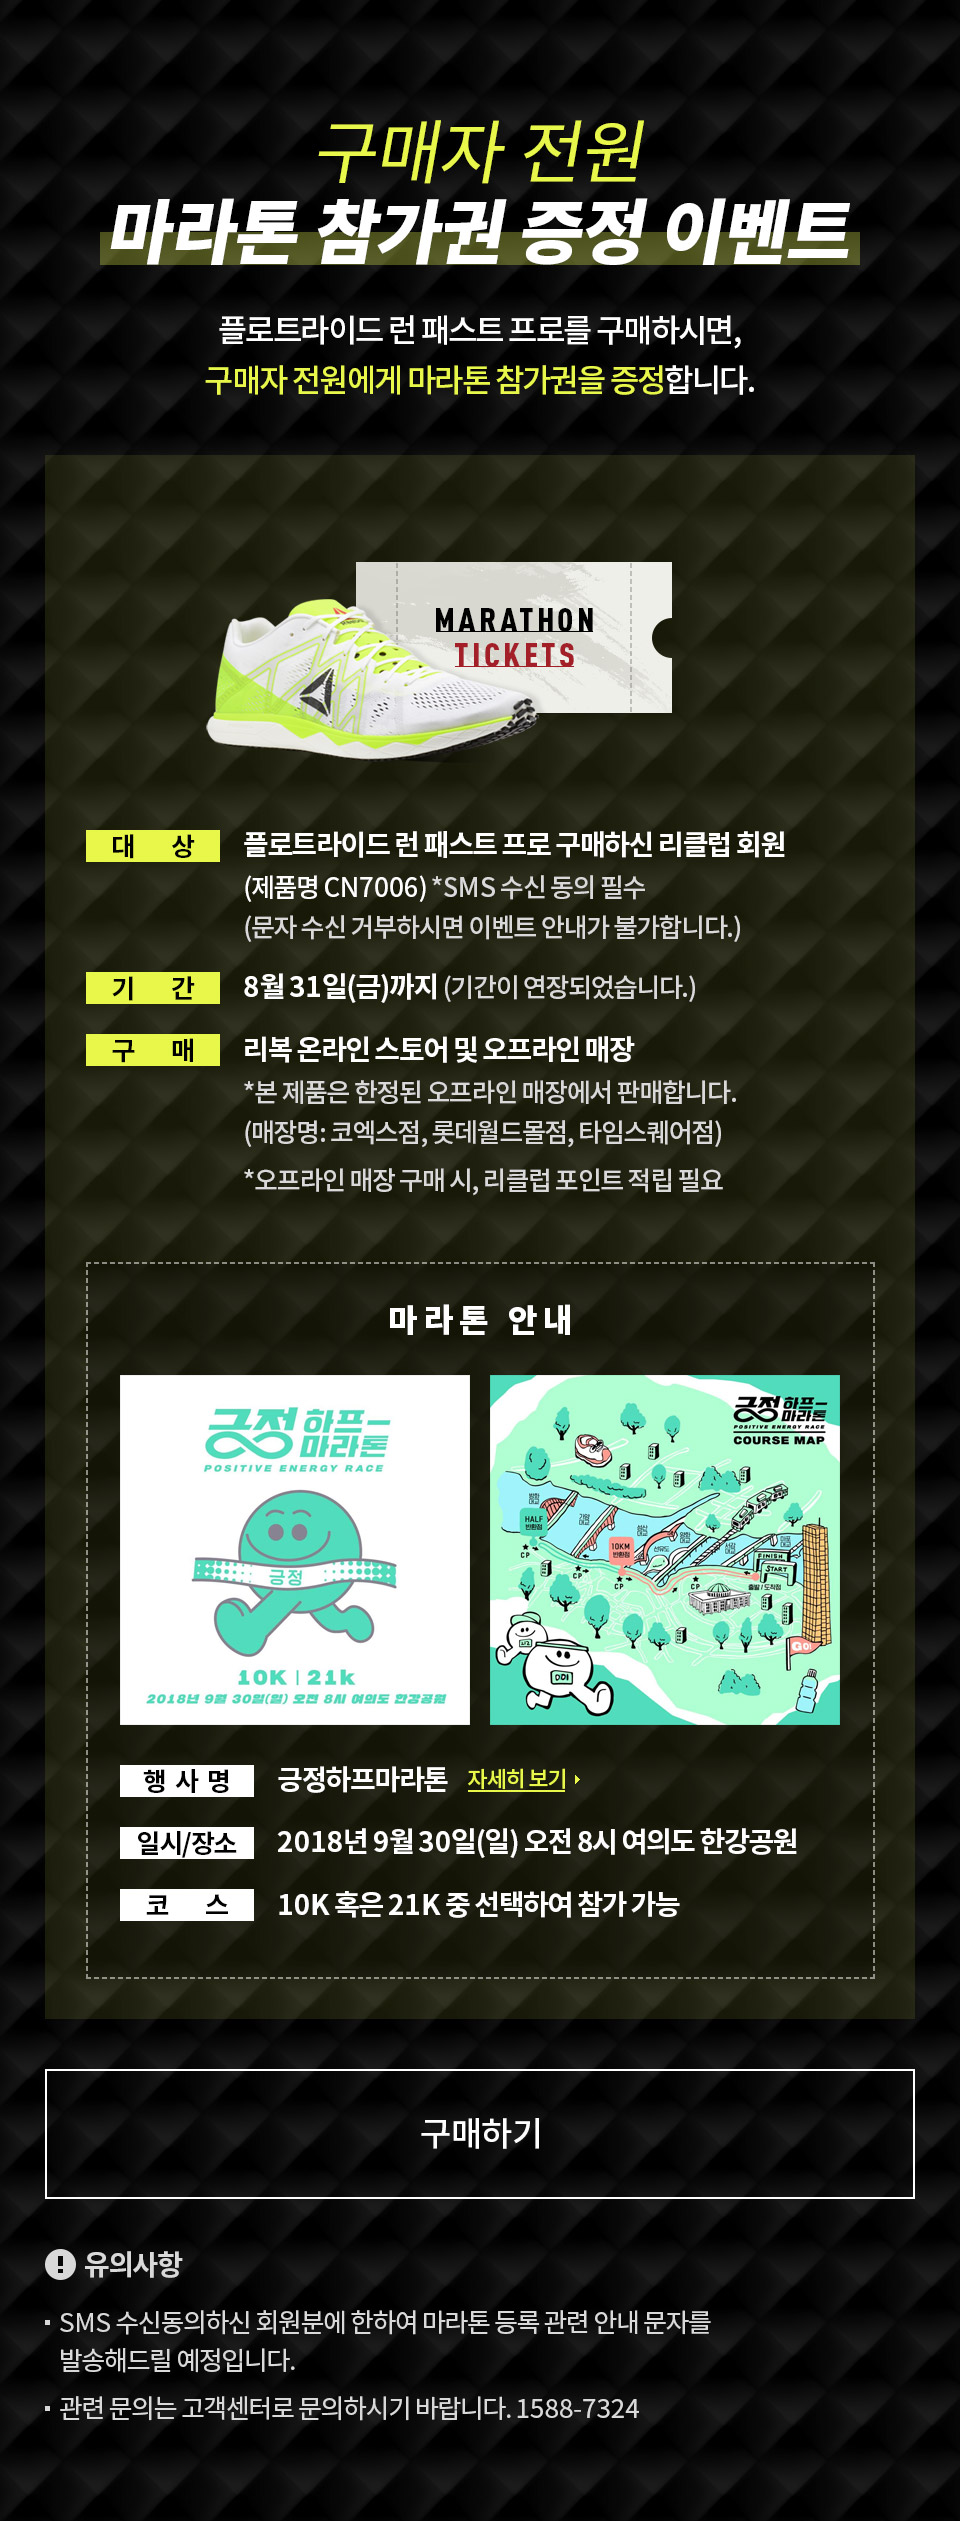 구매자 전원
마라톤 참가권 증정 이벤트
플로트라이드 런 패스트 프로를 구매하시면,
구매자 전원에게 마라톤 참가권을 증정합니다.
MARATHON
TICKETS
대 상
플로트라이드 런 패스트 프로 구매하신 리클럽 회원
(제품명 CN7006) *SMS 수신 동의 필수
(문자 수신 거부하시면 이벤트 안내가 불가합니다.)
기 간
8월 31일(금)까지 (기간이 연장되었습니다.)
구 매
리복 온라인 스토어 및 오프라인 매장
*본 제품은 한정된 오프라인 매장에서 판매합니다.
(매장명: 코엑스점, 롯데월드몰점, 타임스퀘어점)
*오프라인 매장 구매 시, 리클럽 포인트 적립 필요
마라톤 안내
긍정 하프
마라톤
POSITIVE ENERGY RACE
긍정
10K | 21k
2018년 9월 30일(일) 오전 8시 여의도 한강공원
긍정 하프
마라톤
POSITIVE ENERGY RACE
COURSE MAP
HALF
반환점
CP
10KM
반환점
CP
CP
CP
선유도
FINISH
START
출발 / 도착점
GO!
001
행사명
긍정하프마라톤 자세히 보기
일시/장소
2018년 9월 30일(일) 오전 8시 여의도 한강공원
코 스
10K 혹은 21K 중 선택하여 참가 가능
구매하기
유의사항
SMS 수신동의하신 회원분에 한하여 마라톤 등록 관련 안내 문자를
발송해드릴 예정입니다.
관련 문의는 고객센터로 문의하시기 바랍니다. 1588-7324